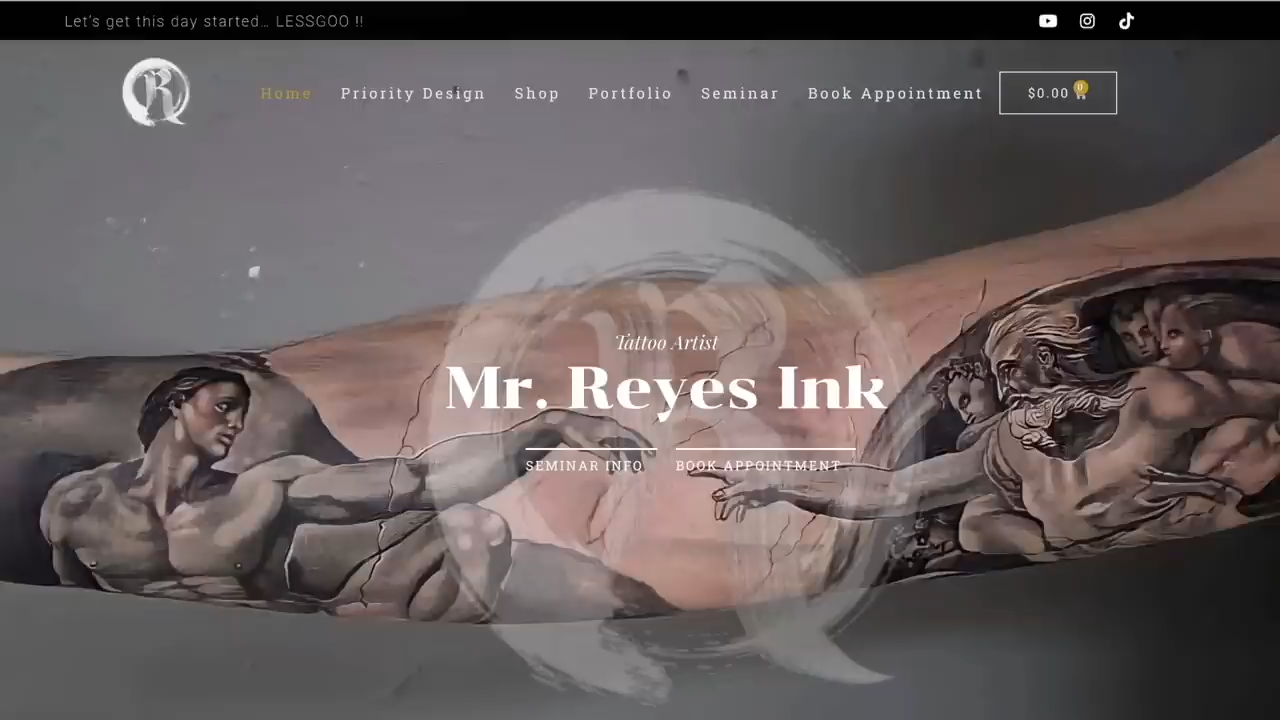 Let's get this day started... LESSGOO !!
R
Home Priority Design Shop Portfolio Seminar Book Appointment $0.00 0
R
Tattoo Artist
Mr. Reyes Ink
SEMINAR INFO BOOK APPOINTMENT